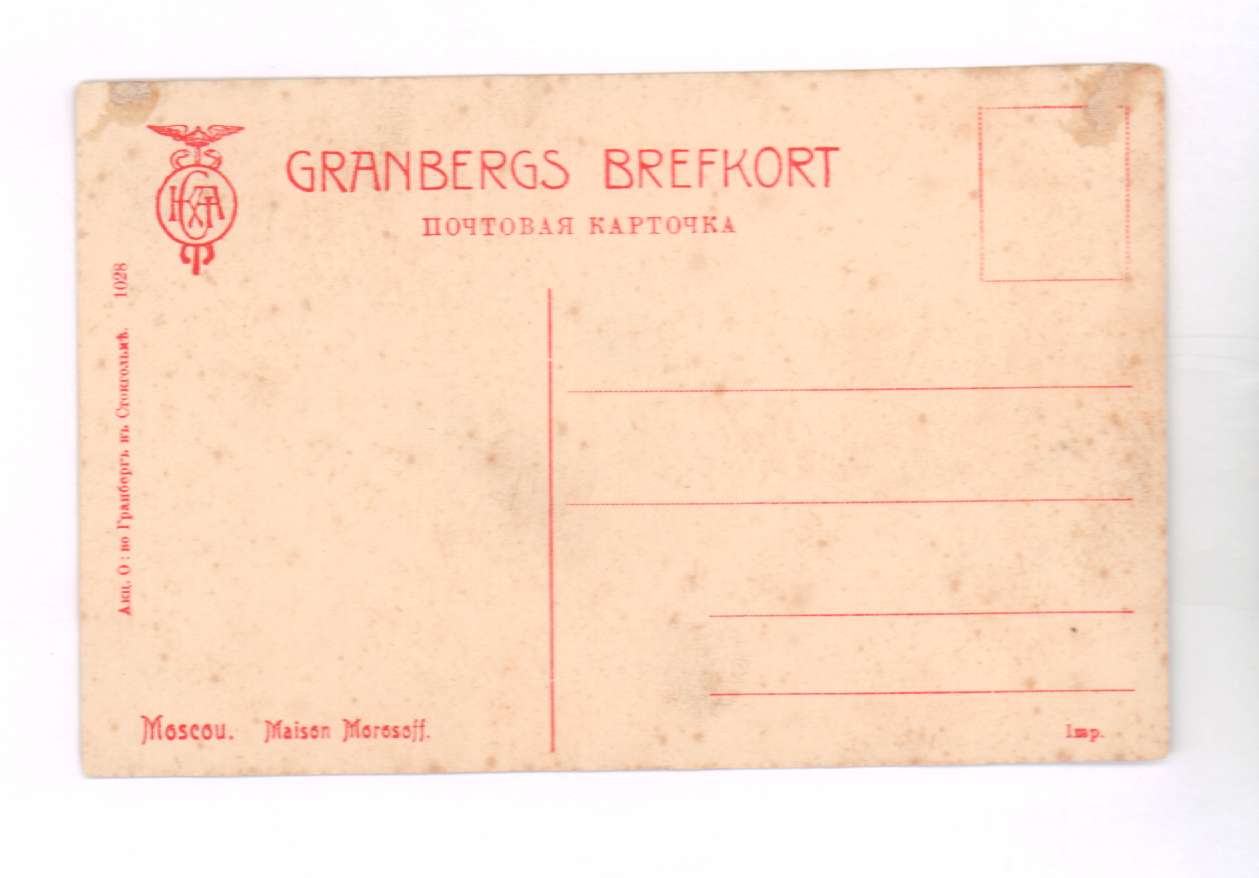 GRANBERGS BREFKORT
ПОЧТОВАЯ КАРТОЧКА
Акц. О: во Гранбергъ въ Стокгольмѣ. 1028
Moscou. Maison Morosoff.
Imp.